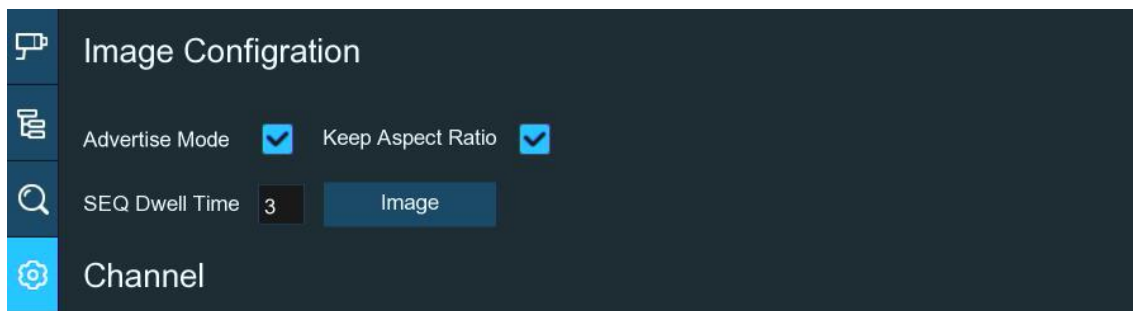 Image Configration
Advertise Mode Keep Aspect Ratio
SEQ Dwell Time 3 Image
Channel